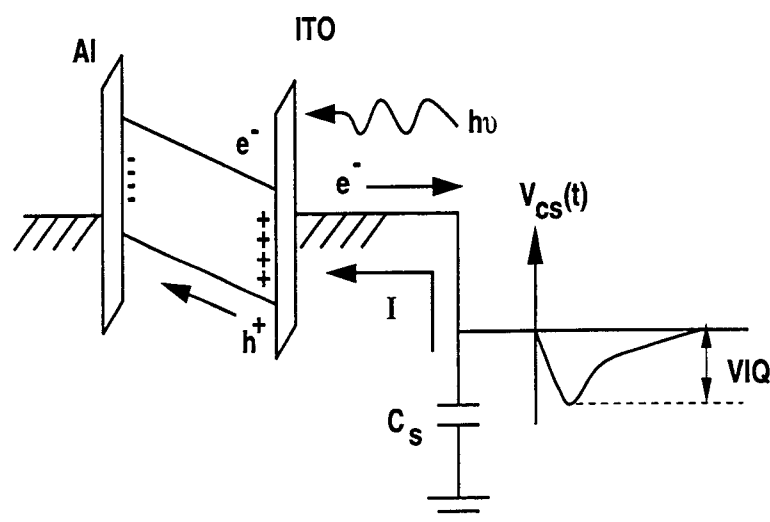 ITO
Al
hυ
e-
e-
VCS(t)
- - - -
+
+
+
+
I
h+
VIQ
Cs